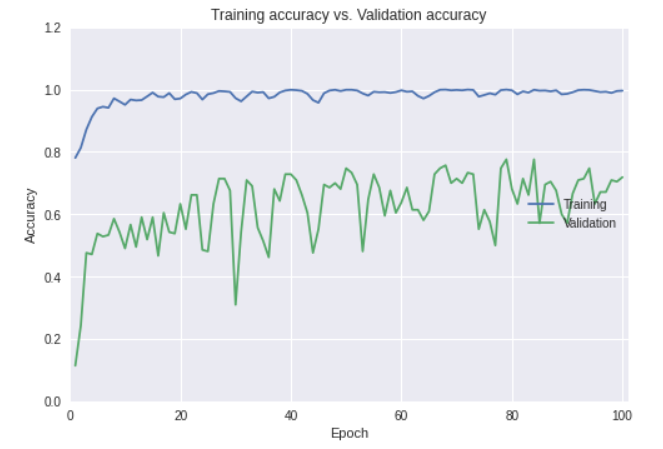 Training accuracy vs. Validation accuracy
1.2
1.0
0.8
0.6
0.4
0.2
0.0
Accuracy
Training
Validation
0 20 40 60 80 100
Epoch